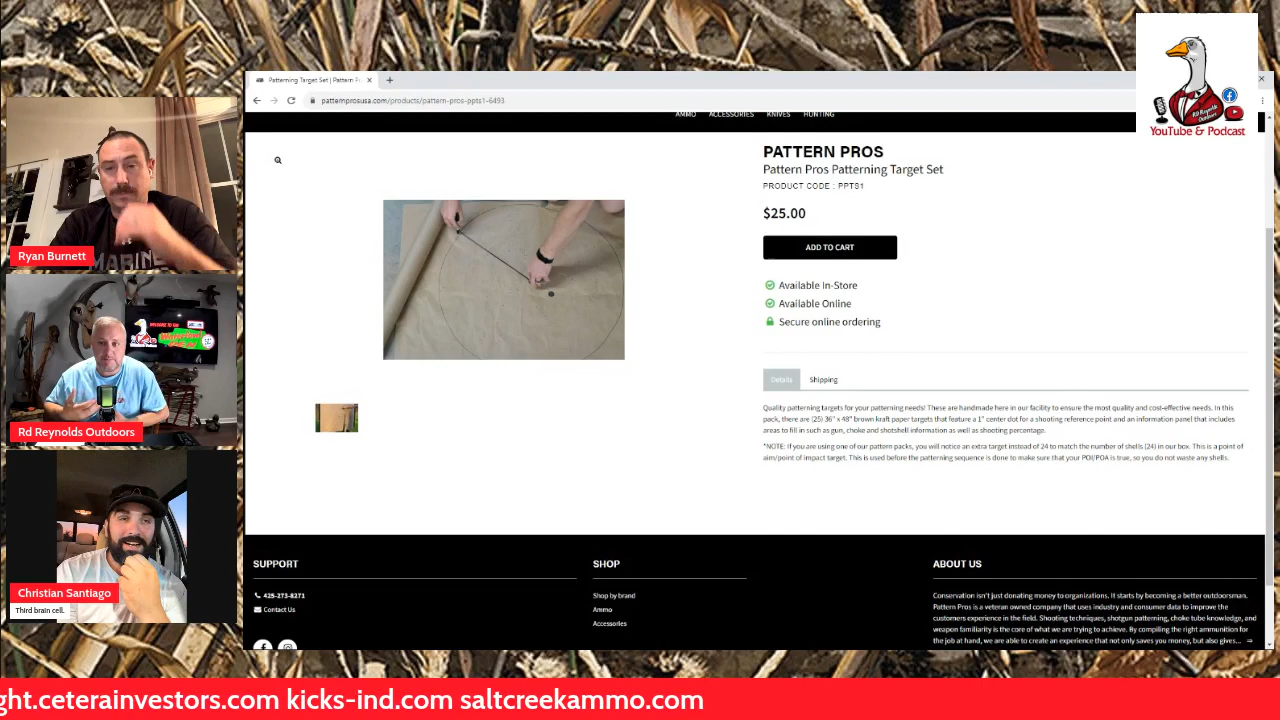 YouTube & Podcast
Patterning Target Set | Pattern P
patternprosusa.com/products/pattern-pros-ppts1-6493
AMMO ACCESSORIES KNIVES HUNTING
PATTERN PROS
Pattern Pros Patterning Target Set
PRODUCT CODE : PPTS1
$25.00
ADD TO CART
Available In-Store
Available Online
Secure online ordering
Details Shipping
Quality patterning targets for your patterning needs! These are handmade here in our facility to ensure the most quality and cost-effective needs. In this
pack, there are (25) 36" x 48" brown kraft paper targets that feature a 1" center dot for a shooting reference point and an information panel that includes
areas to fill in such as gun, choke and shotshell information as well as shooting percentage.
*NOTE: If you are using one of our pattern packs, you will notice an extra target instead of 24 to match the number of shells (24) in our box. This is a point of
aim/point of impact target. This is used before the patterning sequence is done to make sure that your POI/POA is true, so you do not waste any shells.
SUPPORT
425-273-8271
Contact Us
SHOP
Shop by brand
Ammo
Accessories
ABOUT US
Conservation isn't just donating money to organizations. It starts by becoming a better outdoorsman.
Pattern Pros is a veteran owned company that uses industry and consumer data to improve the
customers experience in the field. Shooting techniques, shotgun patterning, choke tube knowledge, and
weapon familiarity is the core of what we are trying to achieve. By compiling the right ammunition for
the job at hand, we are able to create an experience that not only saves you money, but also gives...
MARINE
Ryan Burnett
Rd Reynolds Outdoors
Christian Santiago
Third brain cell.
ght.ceterainvestors.com kicks-ind.com saltcreekammo.com